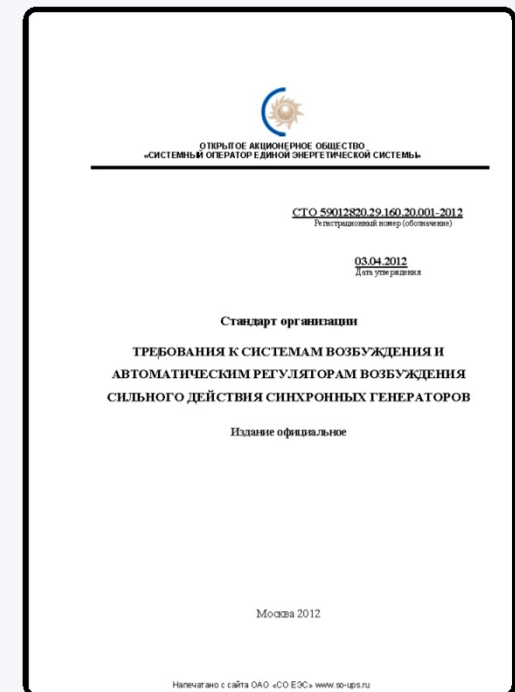 ОТКРЫТОЕ АКЦИОНЕРНОЕ ОБЩЕСТВО
«СИСТЕМНЫЙ ОПЕРАТОР ЕДИНОЙ ЭНЕРГЕТИЧЕСКОЙ СИСТЕМЫ»
СТО 59012820.29.160.20.001-2012
Регистрационный номер (обозначение)
03.04.2012
Дата утверждения
Стандарт организации
ТРЕБОВАНИЯ К СИСТЕМАМ ВОЗБУЖДЕНИЯ И
АВТОМАТИЧЕСКИМ РЕГУЛЯТОРАМ ВОЗБУЖДЕНИЯ
СИЛЬНОГО ДЕЙСТВИЯ СИНХРОННЫХ ГЕНЕРАТОРОВ
Издание официальное
Москва 2012
Напечатано с сайта ОАО «СО ЕЭС» www.so-ups.ru